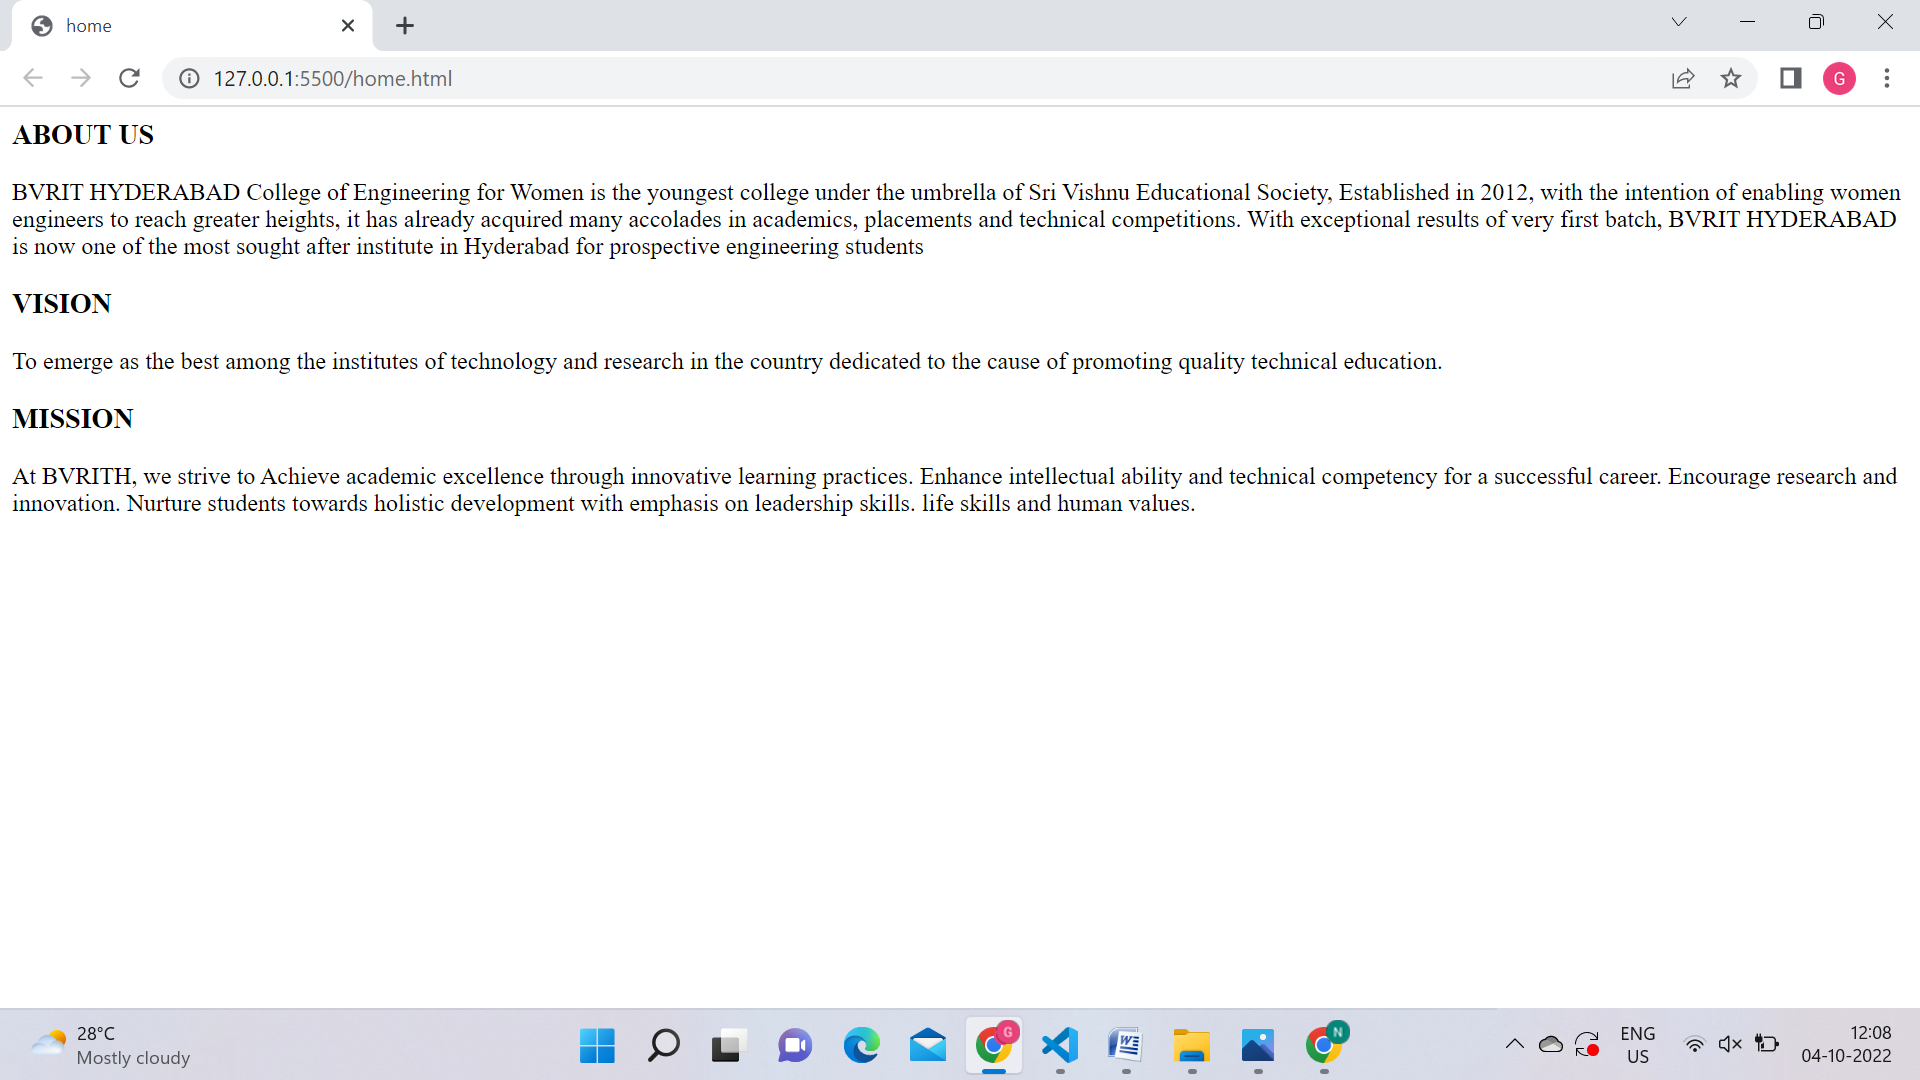 home
127.0.0.1:5500/home.html
G
ABOUT US
BVRIT HYDERABAD College of Engineering for Women is the youngest college under the umbrella of Sri Vishnu Educational Society, Established in 2012, with the intention of enabling women
engineers to reach greater heights, it has already acquired many accolades in academics, placements and technical competitions. With exceptional results of very first batch, BVRIT HYDERABAD
is now one of the most sought after institute in Hyderabad for prospective engineering students
VISION
To emerge as the best among the institutes of technology and research in the country dedicated to the cause of promoting quality technical education.
MISSION
At BVRITH, we strive to Achieve academic excellence through innovative learning practices. Enhance intellectual ability and technical competency for a successful career. Encourage research and
innovation. Nurture students towards holistic development with emphasis on leadership skills. life skills and human values.
28°C
Mostly cloudy
G
W
N
ENG
US
12:08
04-10-2022